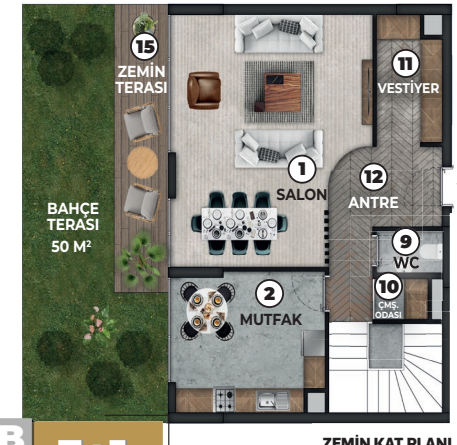 15
ZEMİN
TERASI
11
VESTİYER
1
SALON
12
ANTRE
BAHÇE
TERASI
50 M²
9
WC
2
MUTFAK
10
ÇMŞ.
ODASI
B
ZEMİN KAT PLANI